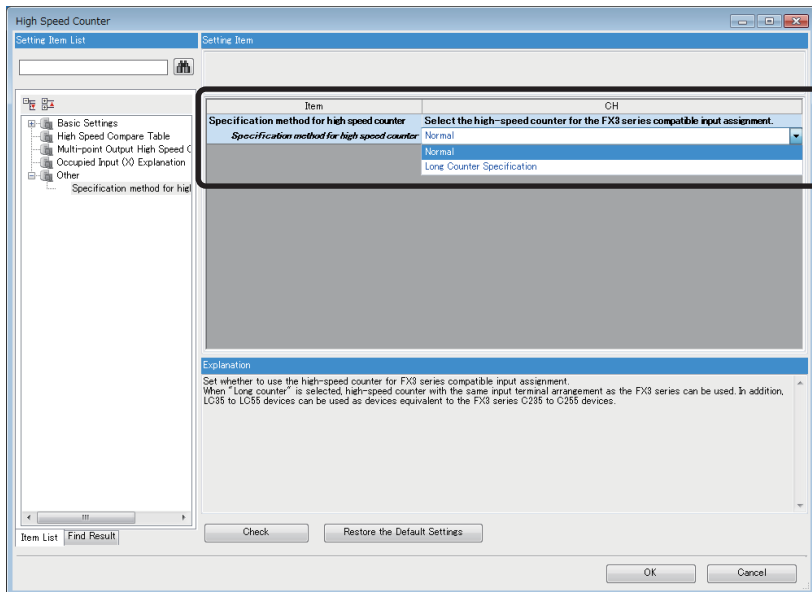 High Speed Counter
Setting Item List
Setting Item
Item
CH
Specification method for high speed counter
Select the high-speed counter for the FX3 series compatible input assignment.
Specification method for high speed counter
Normal
Normal
Long Counter Specification
Basic Settings
High Speed Compare Table
Multi-point Output High Speed C
Occupied Input (X) Explanation
Other
Specification method for higl
Explanation
Set whether to use the high-speed counter for FX3 series compatible input assignment.
When "Long counter" is selected, high-speed counter with the same input terminal arrangement as the FX3 series can be used. In addition,
LC35 to LC55 devices can be used as devices equivalent to the FX3 series C235 to C255 devices.
Item List
Find Result
Check
Restore the Default Settings
OK
Cancel